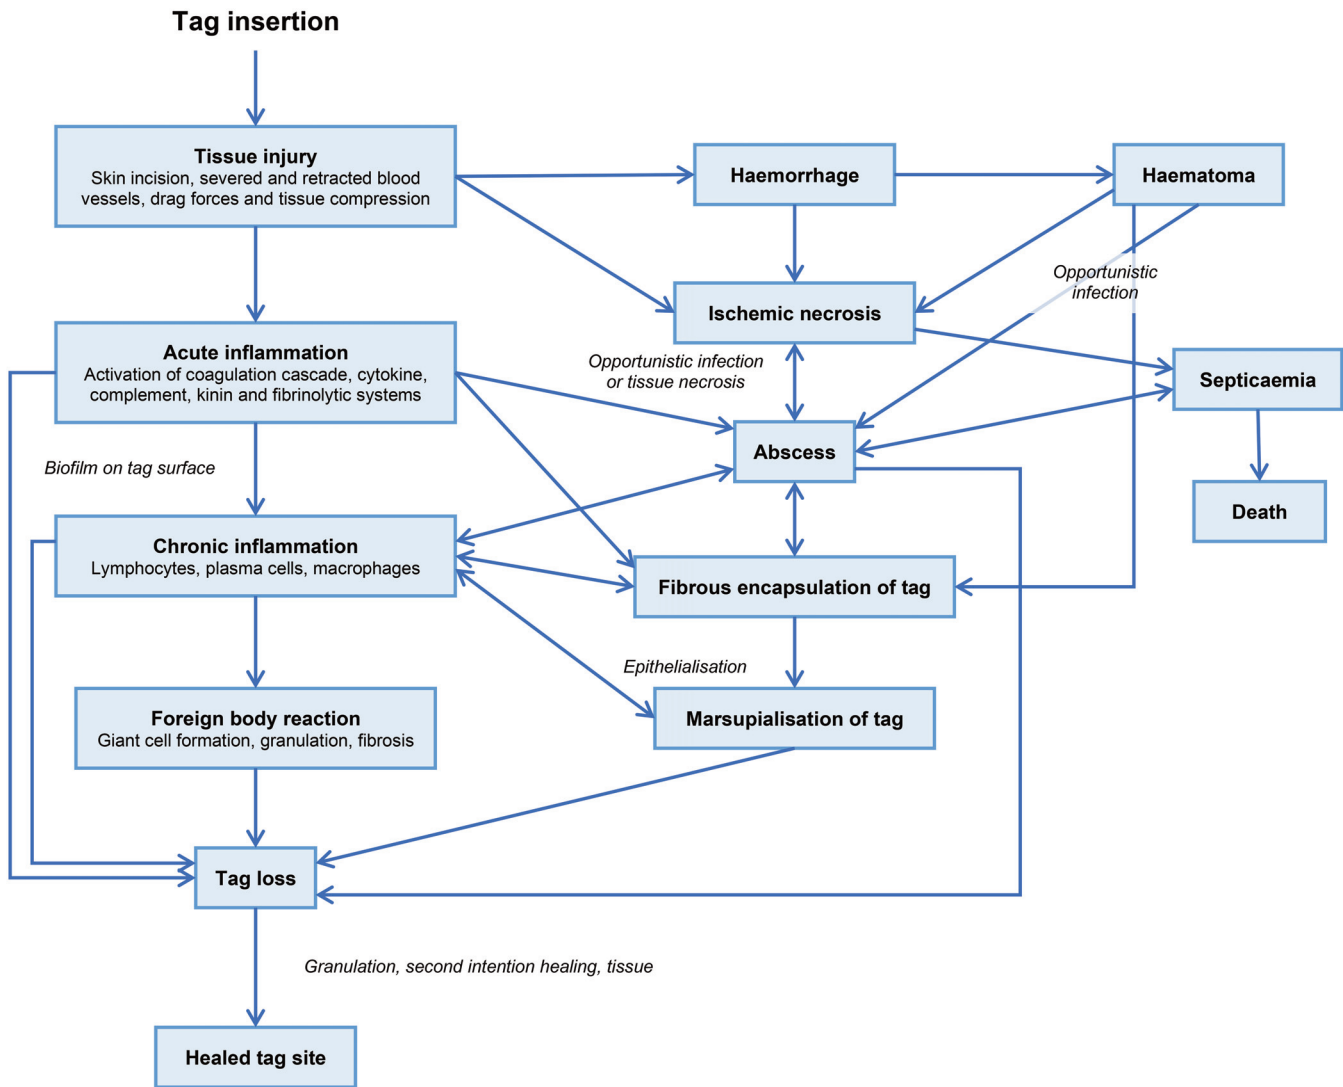 Tag insertion
Tissue injury
Skin incision, severed and retracted blood
vessels, drag forces and tissue compression
Haemorrhage
Haematoma
Opportunistic
infection
Ischemic necrosis
Acute inflammation
Activation of coagulation cascade, cytokine,
complement, kinin and fibrinolytic systems
Opportunistic infection
or tissue necrosis
Septicaemia
Abscess
Biofilm on tag surface
Death
Chronic inflammation
Lymphocytes, plasma cells, macrophages
Fibrous encapsulation of tag
Epithelialisation
Foreign body reaction
Giant cell formation, granulation, fibrosis
Marsupialisation of tag
Tag loss
Granulation, second intention healing, tissue
Healed tag site